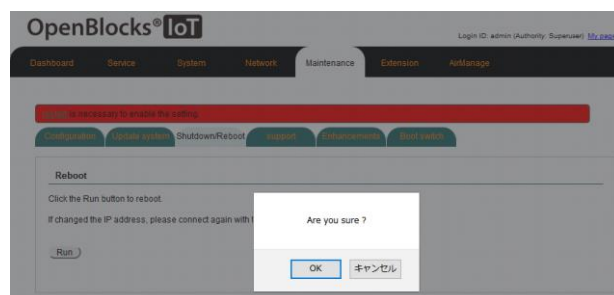 OpenBlocks® IoT
Login ID: admin (Authority: Superuser) My page
Dashboard Service System Network Maintenance Extension AirManage
is necessary to enable the setting.
Configuration Update system Shutdown/Reboot support Enhancements Boot switch
Reboot
Click the Run button to reboot.
If changed the IP address, please connect again with
Are you sure ?
Run
OK キャンセル